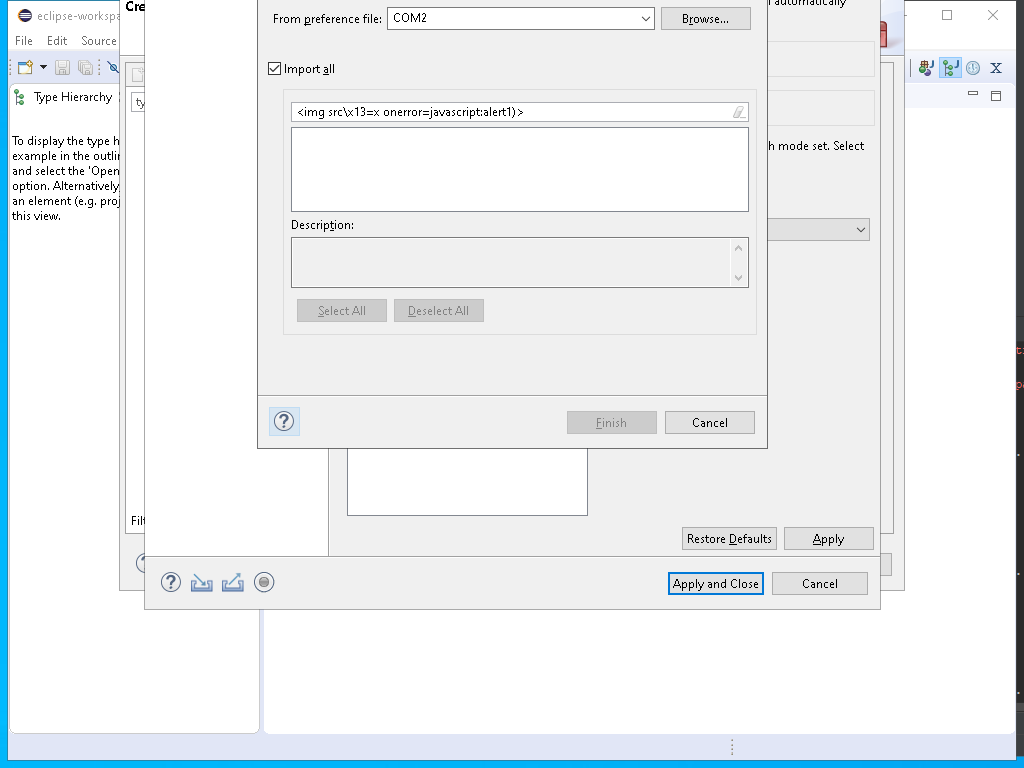 eclipse-workspa
Cre
File Edit Source
Type Hierarchy
ty
To display the type h
example in the outlin
and select the 'Open
option. Alternatively
an element (e.g. proj
this view.
From preference file: COM2 Browse...
Import all
<img src\x13=x onerror=javascript:alert1)>
Description:
Select All Deselect All
Finish Cancel
automatically
h mode set. Select
X
Filt
Restore Defaults Apply
Apply and Close Cancel